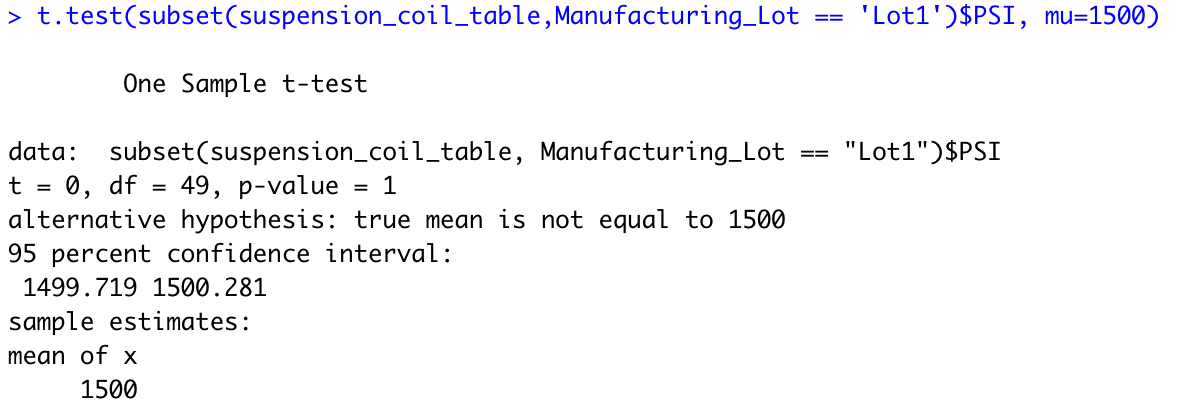 > t.test(subset(suspension_coil_table,Manufacturing_Lot == 'Lot1')$PSI, mu=1500)
One Sample t-test
data:  subset(suspension_coil_table, Manufacturing_Lot == "Lot1")$PSI
t = 0, df = 49, p-value = 1
alternative hypothesis: true mean is not equal to 1500
95 percent confidence interval:
1499.719 1500.281
sample estimates:
mean of x
1500